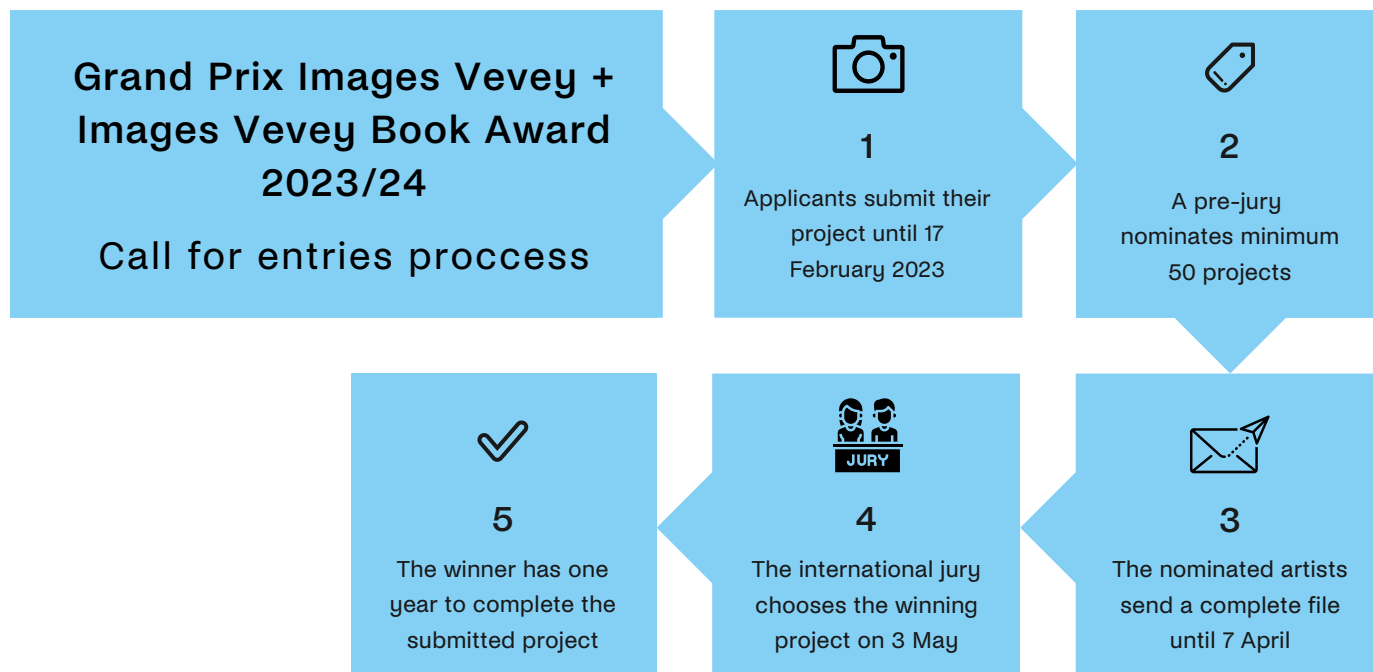 Grand Prix Images Vevey +
Images Vevey Book Award
2023/24
Call for entries proccess
1
Applicants submit their
project until 17
February 2023
2
A pre-jury
nominates minimum
50 projects
3
The nominated artists
send a complete file
until 7 April
JURY
4
The international jury
chooses the winning
project on 3 May
5
The winner has one
year to complete the
submitted project